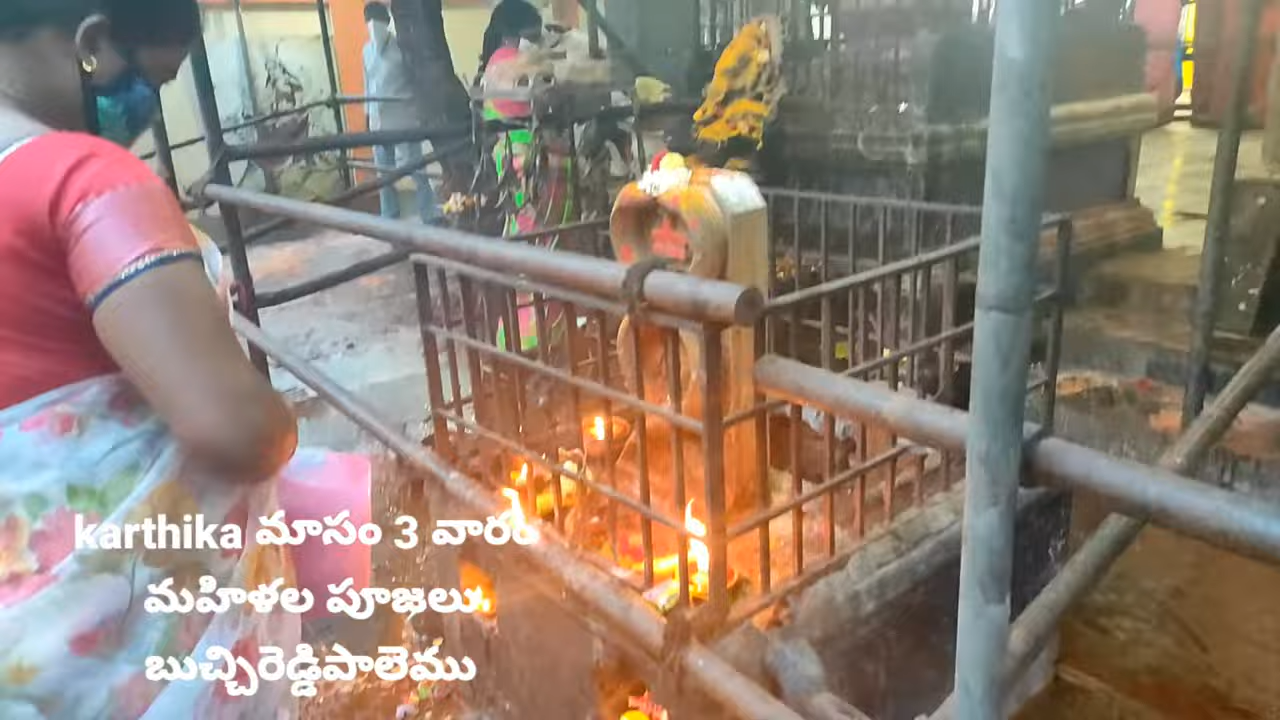 karthika మాసం 3 వారం
మహిళల పూజలు
బుచ్చిరెడ్డిపాలెము